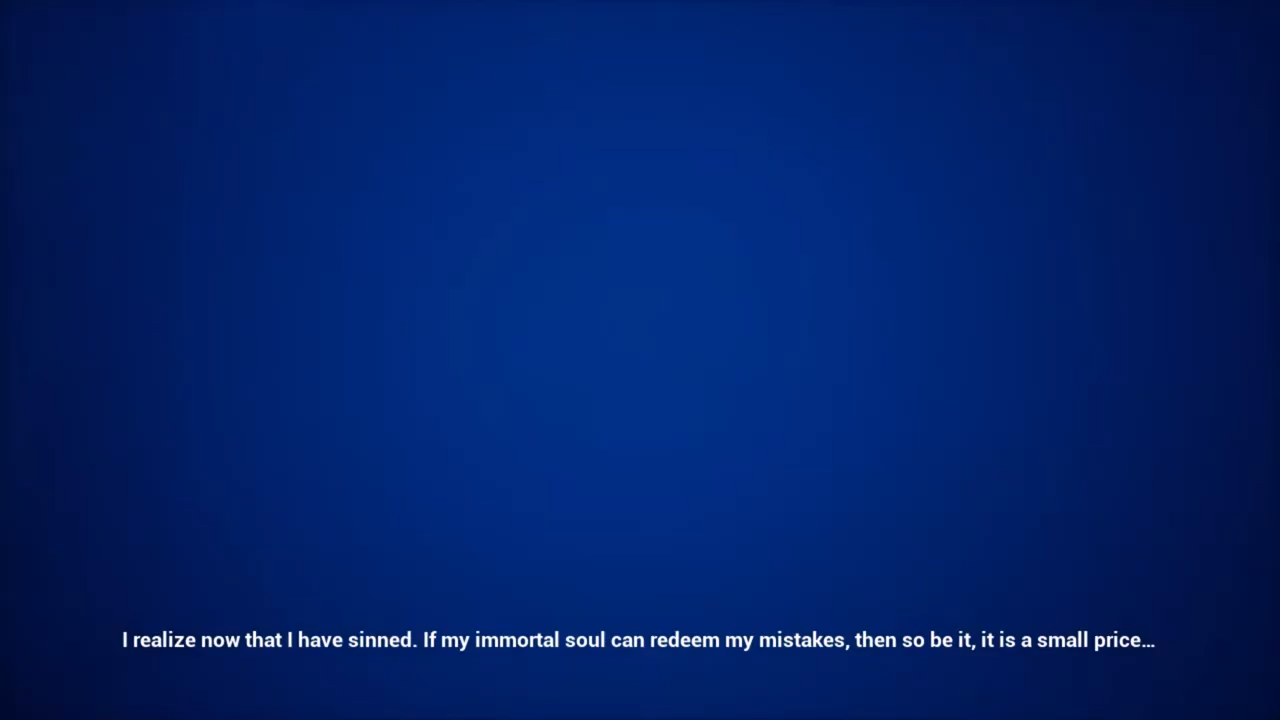 I realize now that I have sinned. If my immortal soul can redeem my mistakes, then so be it, it is a small price...